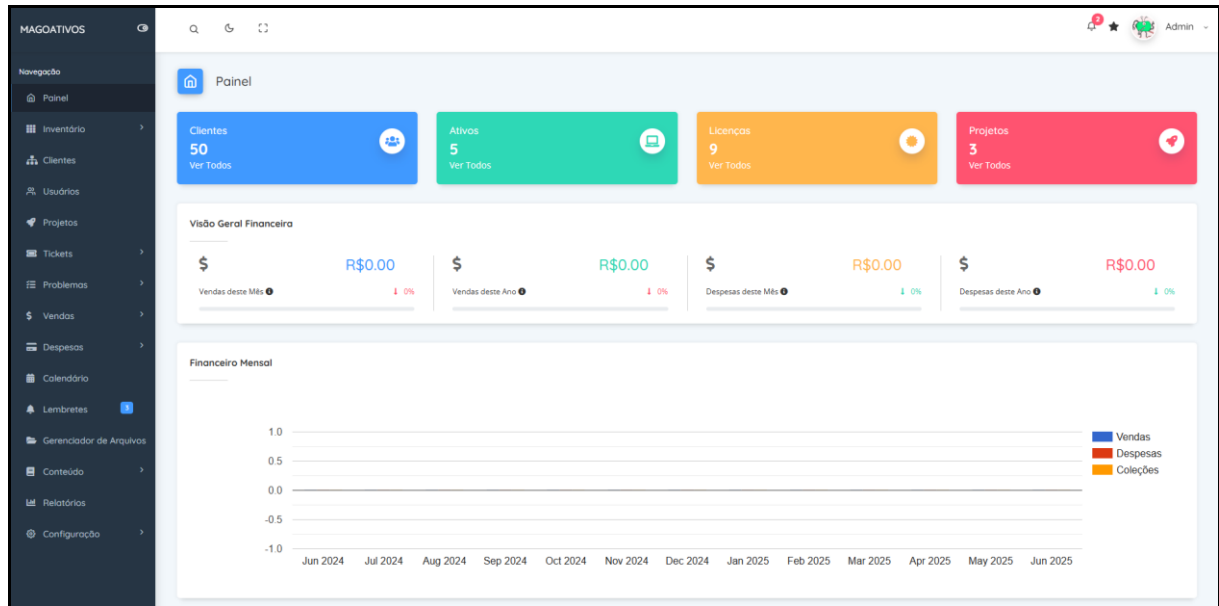 MAGOATIVOS
2
Admin
Navegação
Painel
Inventário
Clientes
Usuários
Projetos
Tickets
Problemas
Vendas
Despesas
Calendário
Lembretes 3
Gerenciador de Arquivos
Conteúdo
Relatórios
Configuração
Painel
Clientes
50
Ver Todos
Ativos
5
Ver Todos
Licenças
9
Ver Todos
Projetos
3
Ver Todos
Visão Geral Financeira
$ R$0.00
Vendas deste Mês 0%
$ R$0.00
Vendas deste Ano 0%
$ R$0.00
Despesas deste Mês 0%
$ R$0.00
Despesas deste Ano 0%
Financeiro Mensal
1.0
0.5
0.0
-0.5
-1.0
Jun 2024 Jul 2024 Aug 2024 Sep 2024 Oct 2024 Nov 2024 Dec 2024 Jan 2025 Feb 2025 Mar 2025 Apr 2025 May 2025 Jun 2025
Vendas
Despesas
Coleções